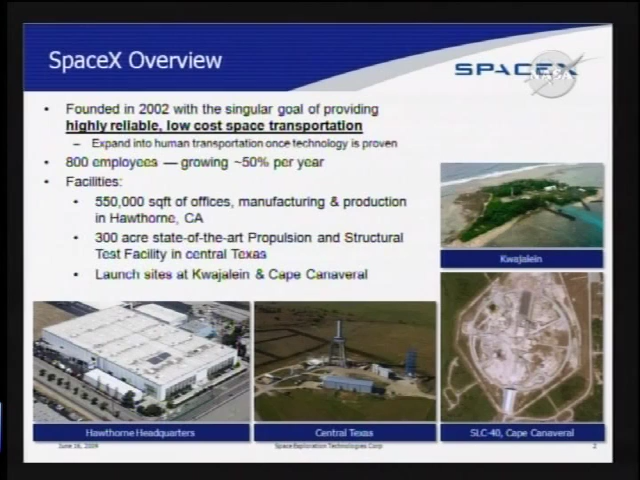 SpaceX Overview
SPACEX
NASA
• Founded in 2002 with the singular goal of providing
highly reliable, low cost space transportation
– Expand into human transportation once technology is proven
• 800 employees — growing ~50% per year
• Facilities:
• 550,000 sqft of offices, manufacturing & production
in Hawthorne, CA
• 300 acre state-of-the-art Propulsion and Structural
Test Facility in central Texas
• Launch sites at Kwajalein & Cape Canaveral
Kwajalein
Hawthorne Headquarters
Central Texas
SLC-40, Cape Canaveral
June 26, 2009
Space Exploration Technologies Corp
2